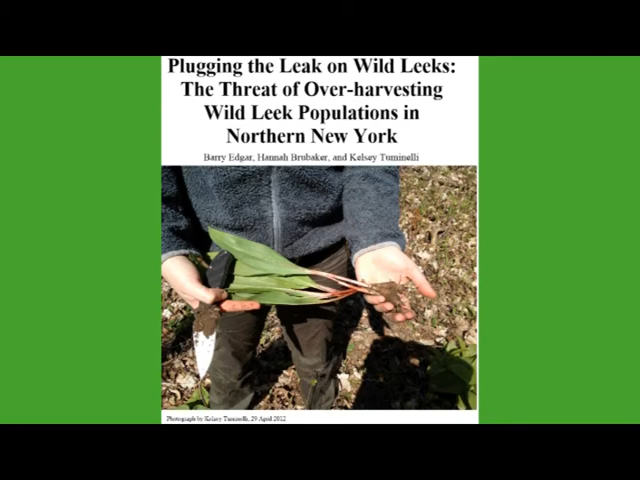 Plugging the Leak on Wild Leeks:
The Threat of Over-harvesting
Wild Leek Populations in
Northern New York
Barry Edgar, Hannah Brubaker, and Kelsey Tuminelli
Photograph by Kelsey Tuminelli, 29 April 2012